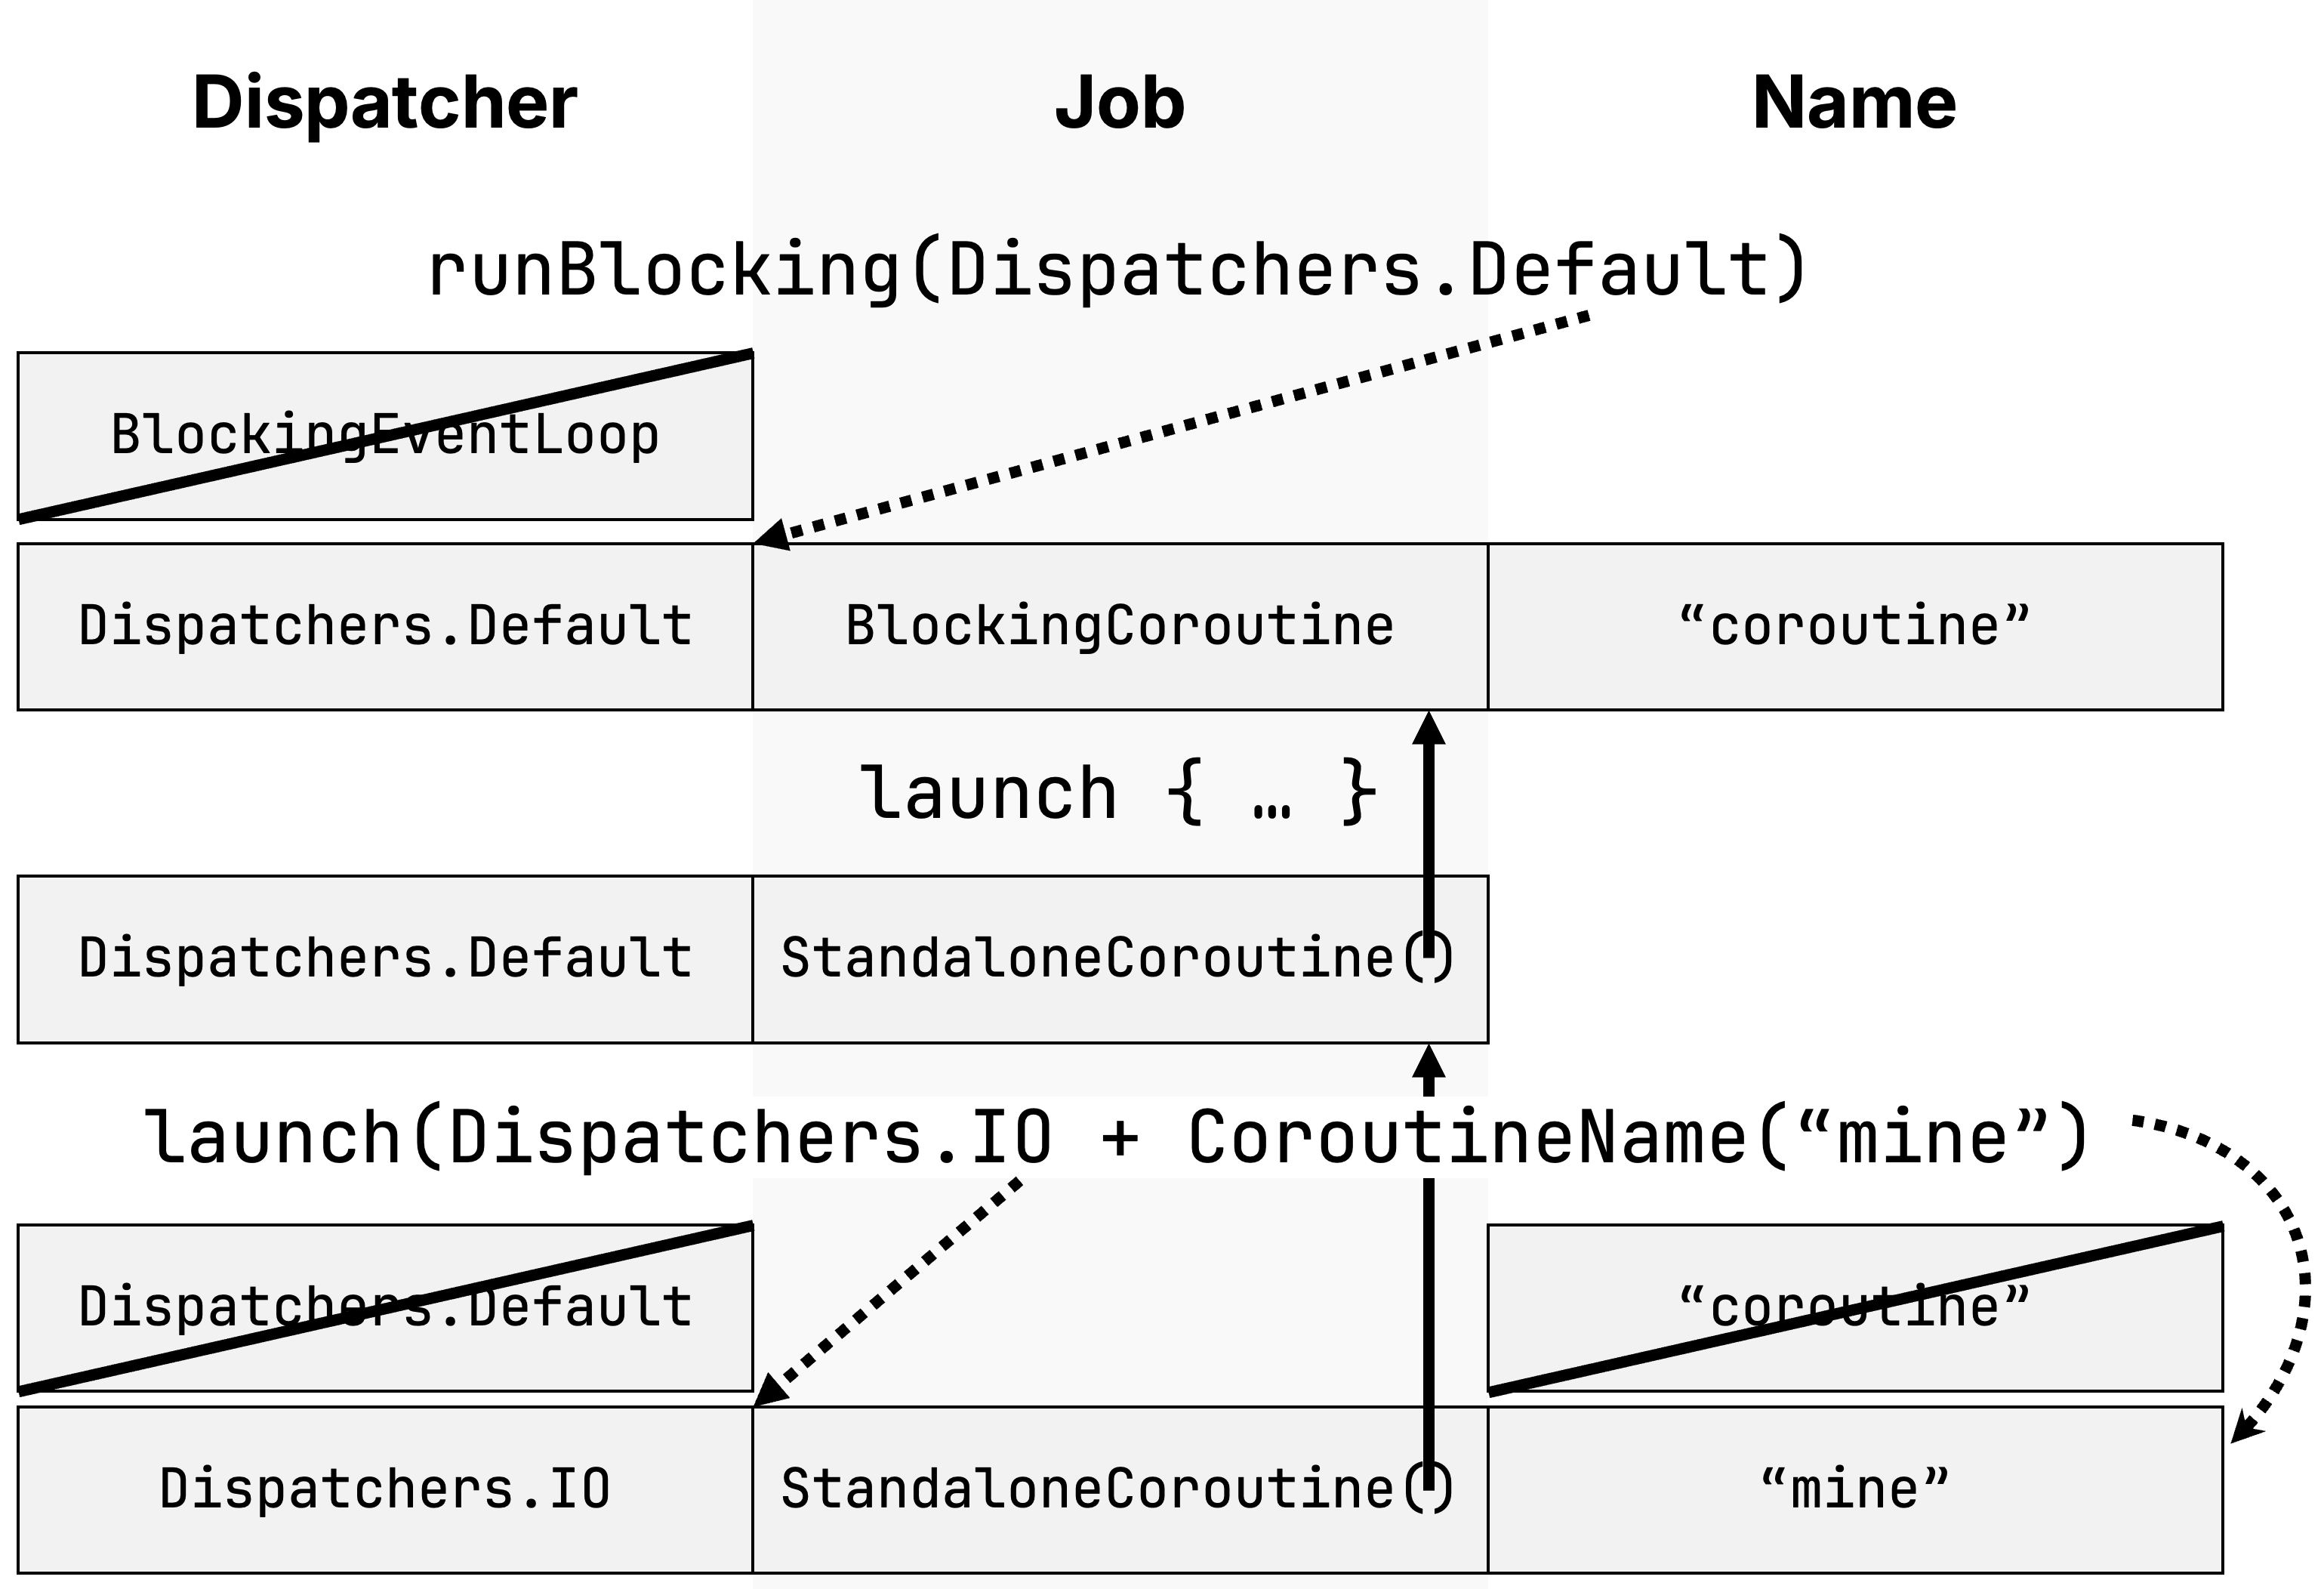 Dispatcher Job Name
runBlocking(Dispatchers.Default)
BlockingEventLoop
Dispatchers.Default BlockingCoroutine “coroutine”
launch { … }
Dispatchers.Default StandaloneCoroutine()
launch(Dispatchers.IO + CoroutineName(“mine”)
Dispatchers.Default “coroutine”
Dispatchers.IO StandaloneCoroutine() “mine”